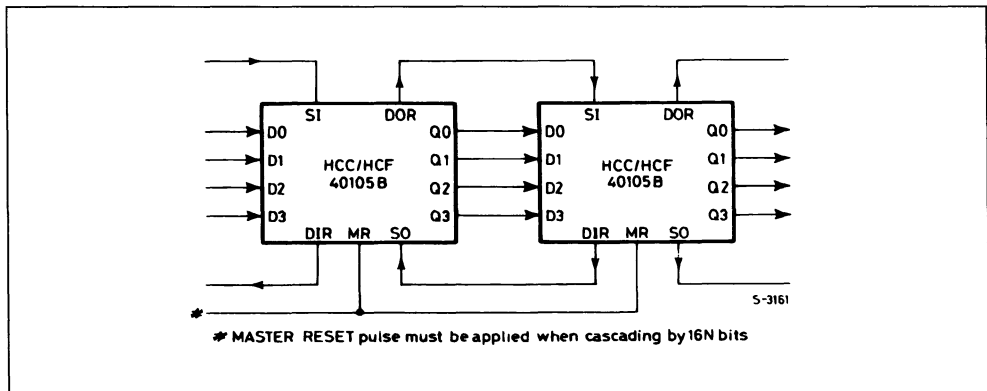 SI DOR SI DOR
D0 Q0 D0 Q0
D1 Q1 D1 Q1
HCC/HCF HCC/HCF
40105B 40105B
D2 Q2 D2 Q2
D3 Q3 D3 Q3
DIR MR SO DIR MR SO
S-3161
*
* MASTER RESET pulse must be applied when cascading by 16N bits